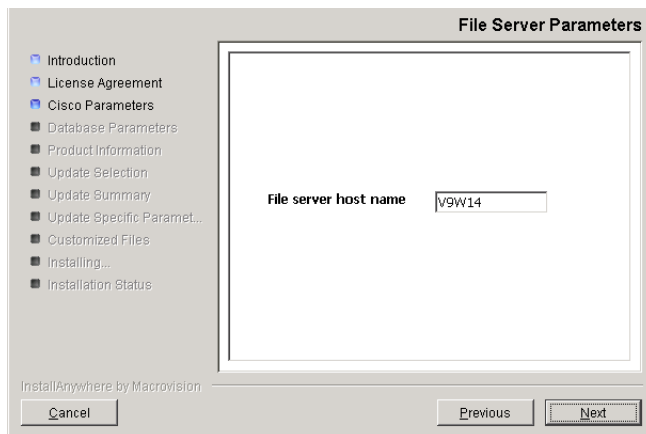 File Server Parameters
Introduction
License Agreement
Cisco Parameters
Database Parameters
Product Information
Update Selection
Update Summary
Update Specific Paramet...
Customized Files
Installing...
Installation Status
File server host name
V9W14
InstallAnywhere by Macrovision
Cancel
Previous
Next